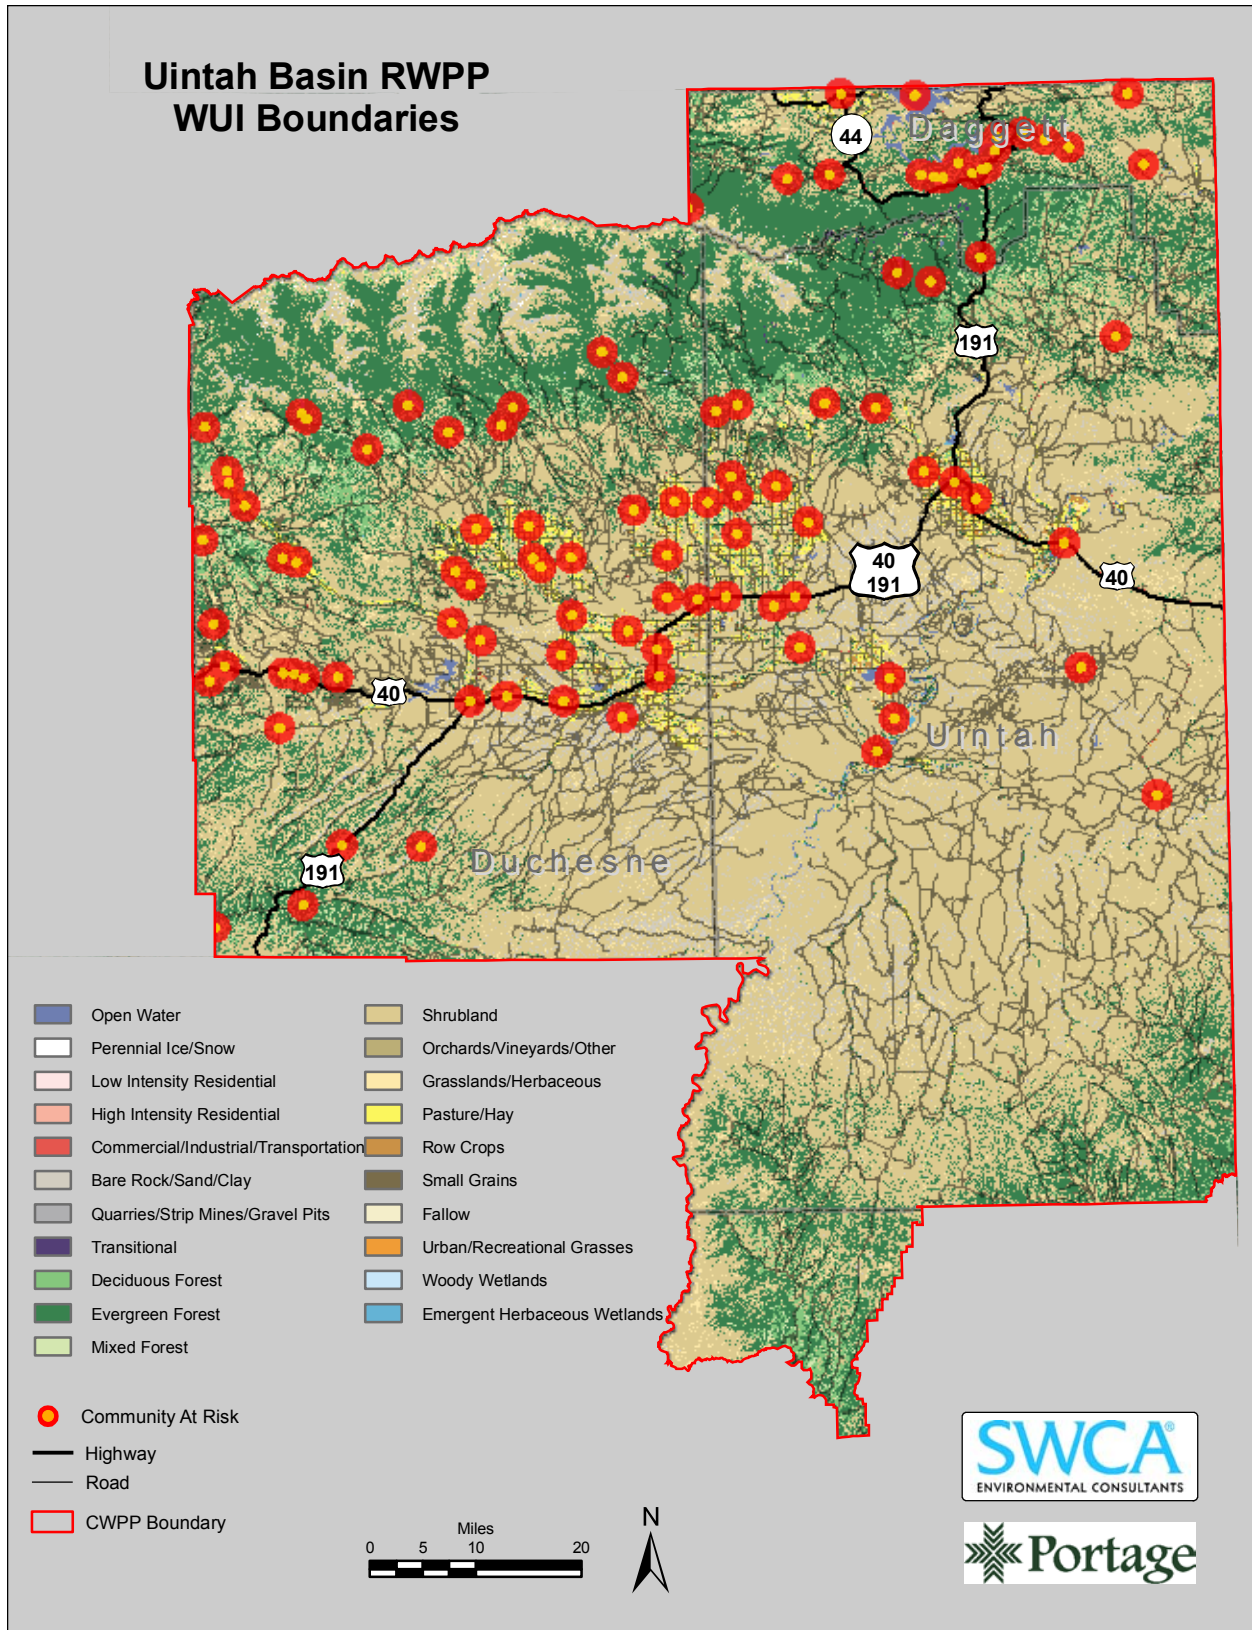 Uintah Basin RWPP
WUI Boundaries
44
Daggett
191
40
191
40
40
Uintah
191
Duchesne
Open Water
Perennial Ice/Snow
Low Intensity Residential
High Intensity Residential
Commercial/Industrial/Transportation
Bare Rock/Sand/Clay
Quarries/Strip Mines/Gravel Pits
Transitional
Deciduous Forest
Evergreen Forest
Mixed Forest
Shrubland
Orchards/Vineyards/Other
Grasslands/Herbaceous
Pasture/Hay
Row Crops
Small Grains
Fallow
Urban/Recreational Grasses
Woody Wetlands
Emergent Herbaceous Wetlands
Community At Risk
Highway
Road
CWPP Boundary
Miles
0 5 10 20
N
SWCA®
ENVIRONMENTAL CONSULTANTS
Portage